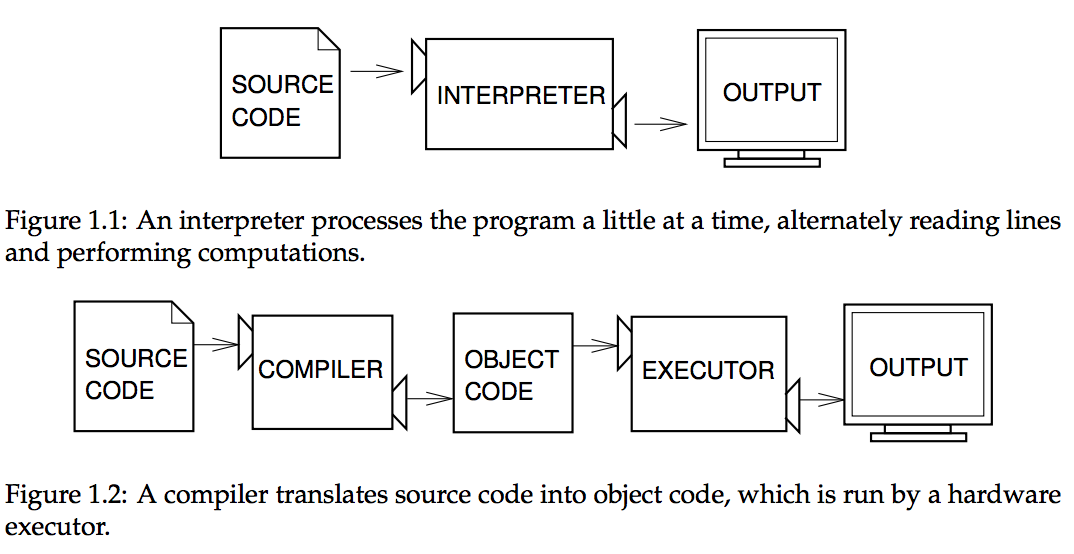 SOURCE
CODE
INTERPRETER
OUTPUT
Figure 1.1: An interpreter processes the program a little at a time, alternately reading lines
and performing computations.
SOURCE
CODE
COMPILER
OBJECT
CODE
EXECUTOR
OUTPUT
Figure 1.2: A compiler translates source code into object code, which is run by a hardware
executor.